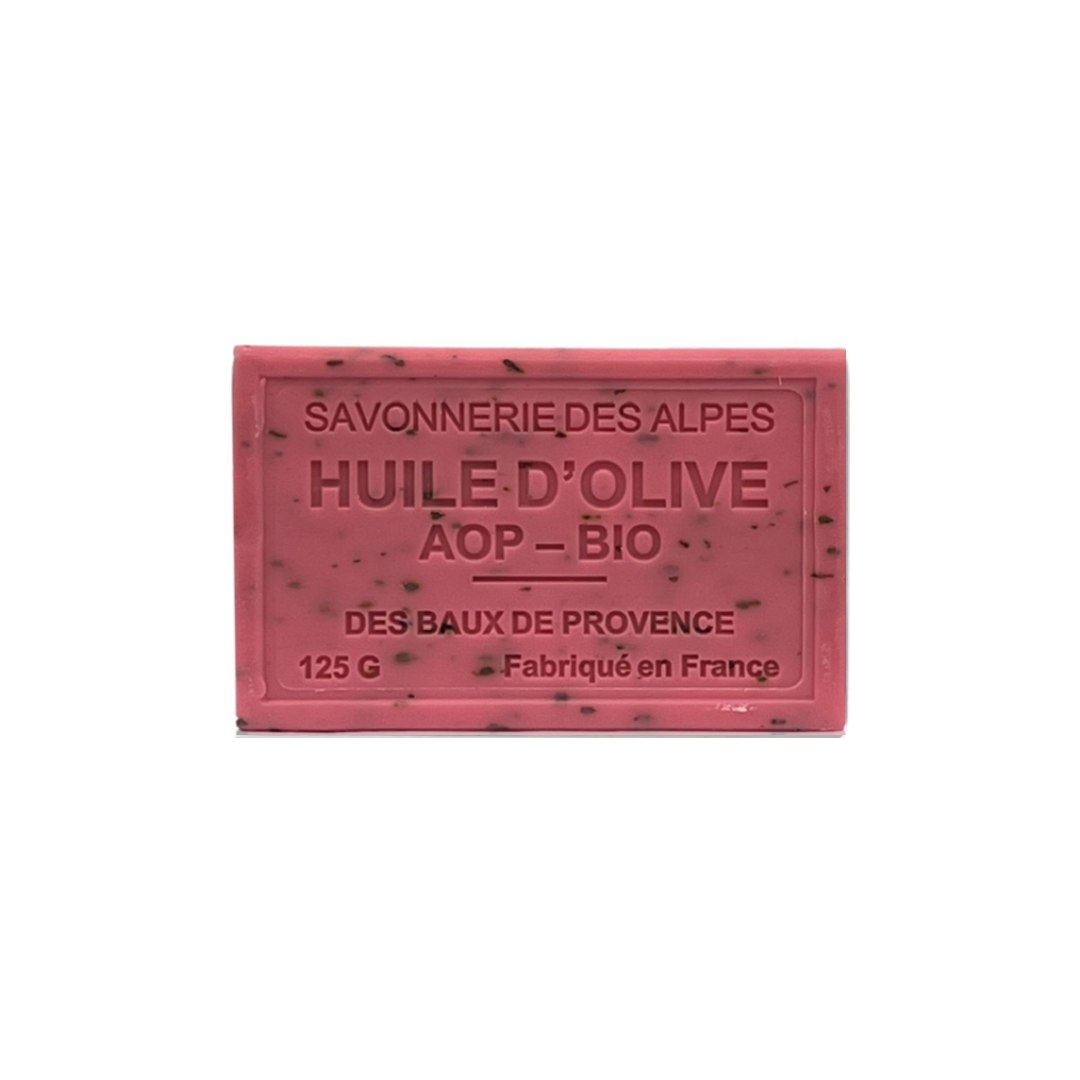 SAVONNERIE DES ALPES
HUILE D’OLIVE
AOP – BIO
DES BAUX DE PROVENCE
125 G Fabriqué en France